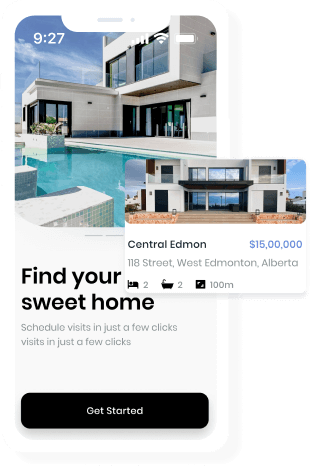 9:27
Central Edmon
$15,00,000
118 Street, West Edmonton, Alberta
2
2
100m
Find your
sweet home
Schedule visits in just a few clicks
visits in just a few clicks
Get Started